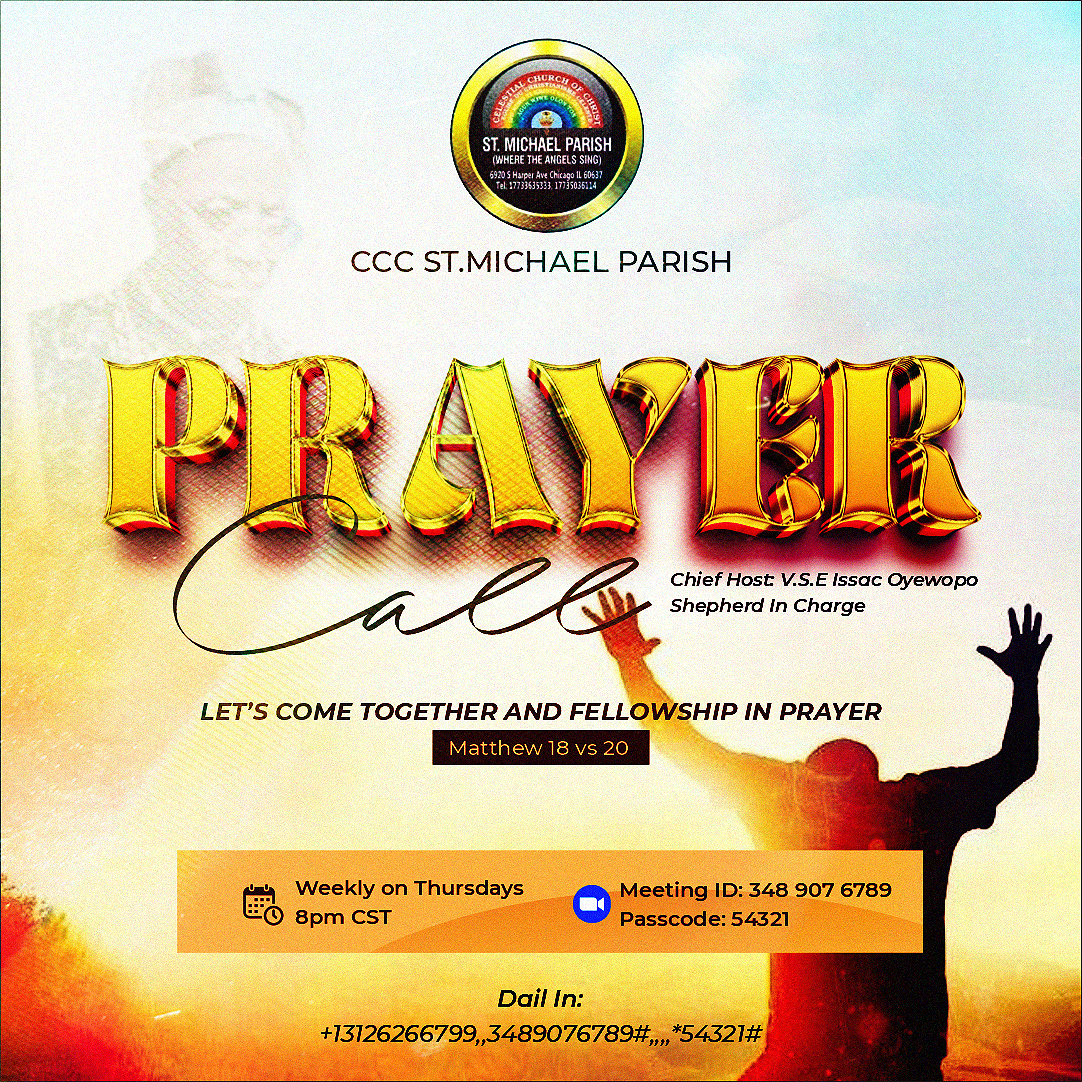 CELESTIAL CHURCH OF CHRIST
ST. MICHAEL PARISH
(WHERE THE ANGELS SING)
6920 S Harper Ave Chicago IL 60637
Tel: 17733635333, 17735036114
CCC ST.MICHAEL PARISH
PRAYER
Call
Chief Host: V.S.E Issac Oyewopo
Shepherd In Charge
LET'S COME TOGETHER AND FELLOWSHIP IN PRAYER
Matthew 18 vs 20
Weekly on Thursdays
8pm CST
Meeting ID: 348 907 6789
Passcode: 54321
Dail In:
+13126266799,,3489076789#,,,,*54321#